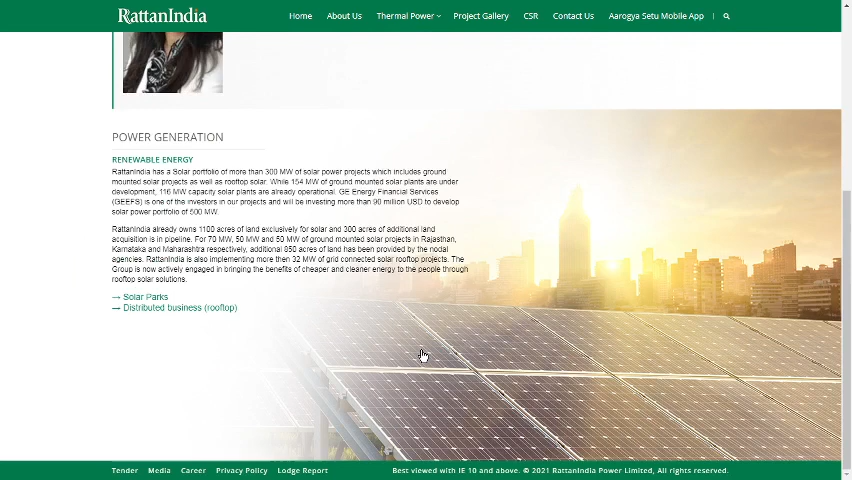 RattanIndia
Home About Us Thermal Power Project Gallery CSR Contact Us Aarogya Setu Mobile App
POWER GENERATION
RENEWABLE ENERGY
RattanIndia has a Solar portfolio of more than 300 MW of solar power projects which includes ground
mounted solar projects as well as rooftop solar. While 154 MW of ground mounted solar plants are under
development, 116 MW capacity solar plants are already operational. GE Energy Financial Services
(GEEFS) is one of the investors in our projects and will be investing more than 90 million USD to develop
solar power portfolio of 500 MW.
RattanIndia already owns 1100 acres of land exclusively for solar and 300 acres of additional land
acquisition is in pipeline. For 70 MW, 50 MW and 50 MW of ground mounted solar projects in Rajasthan,
Karnataka and Maharashtra respectively, additional 850 acres of land has been provided by the nodal
agencies. RattanIndia is also implementing more then 32 MW of grid connected solar rooftop projects. The
Group is now actively engaged in bringing the benefits of cheaper and cleaner energy to the people through
rooftop solar solutions.
→ Solar Parks
→ Distributed business (rooftop)
Tender Media Career Privacy Policy Lodge Report Best viewed with IE 10 and above. © 2021 RattanIndia Power Limited, All rights reserved.